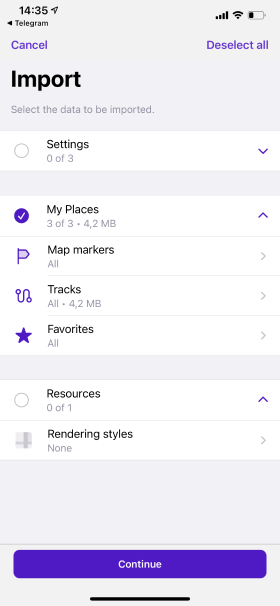 14:35
Telegram
Cancel
Deselect all
Import
Select the data to be imported.
Settings
0 of 3
My Places
3 of 3 • 4,2 MB
Map markers
All
Tracks
All • 4,2 MB
Favorites
All
Resources
0 of 1
Rendering styles
None
Continue